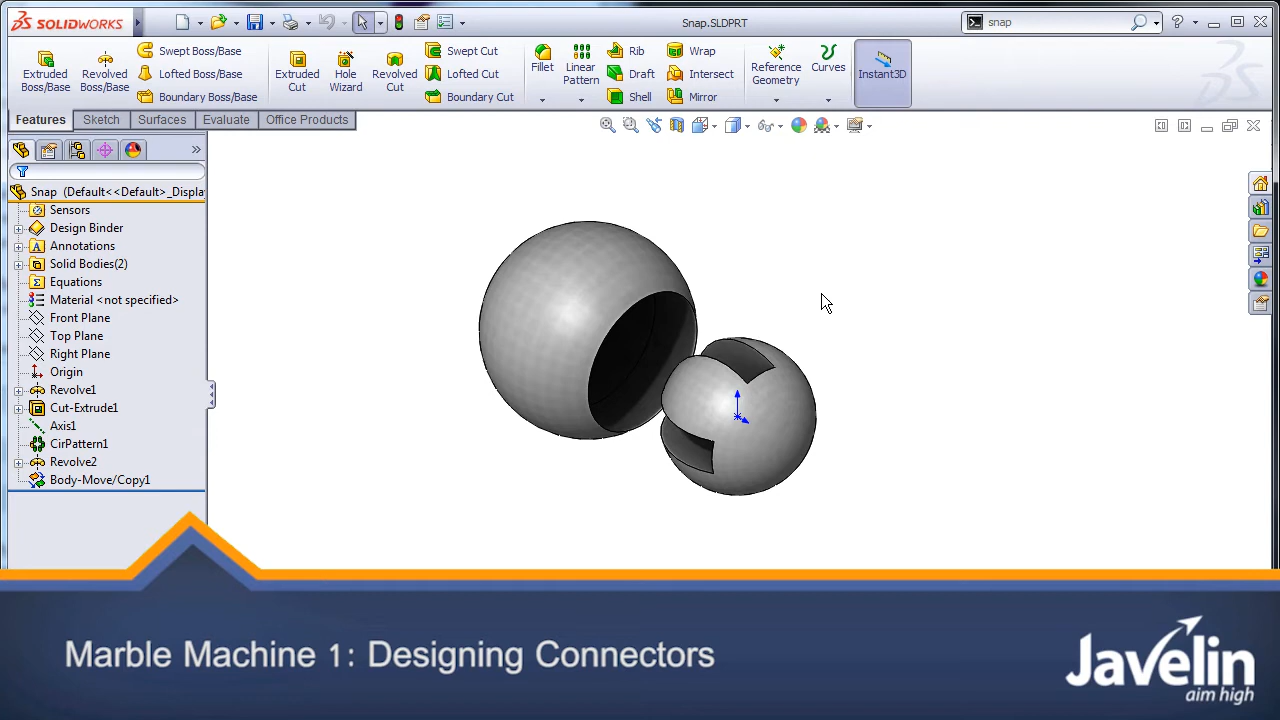 SOLIDWORKS
Snap.SLDPRT
snap
Extruded Boss/Base
Revolved Boss/Base
Swept Boss/Base
Lofted Boss/Base
Boundary Boss/Base
Extruded Cut
Hole Wizard
Revolved Cut
Swept Cut
Lofted Cut
Boundary Cut
Fillet
Linear Pattern
Rib
Draft
Shell
Wrap
Intersect
Mirror
Reference Geometry
Curves
Instant3D
Features
Sketch
Surfaces
Evaluate
Office Products
Snap (Default<<Default>_Displa
Sensors
Design Binder
Annotations
Solid Bodies(2)
Equations
Material <not specified>
Front Plane
Top Plane
Right Plane
Origin
Revolve1
Cut-Extrude1
Axis1
CirPattern1
Revolve2
Body-Move/Copy1
Marble Machine 1: Designing Connectors
Javelin
aim high